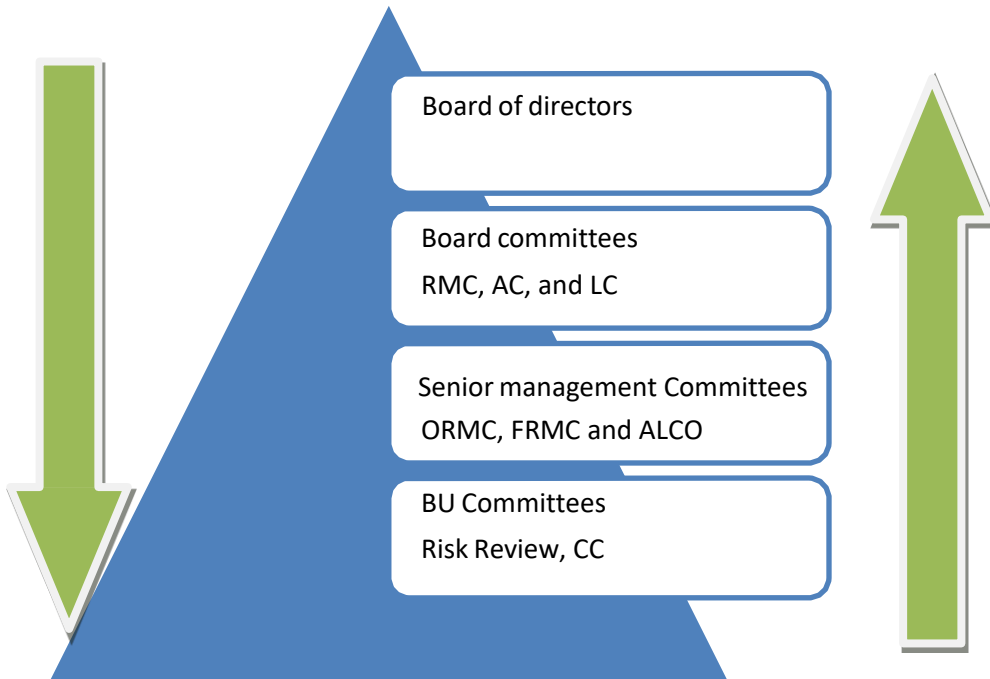 Board of directors
Board committees
RMC, AC, and LC
Senior management Committees
ORMC, FRMC and ALCO
BU Committees
Risk Review, CC